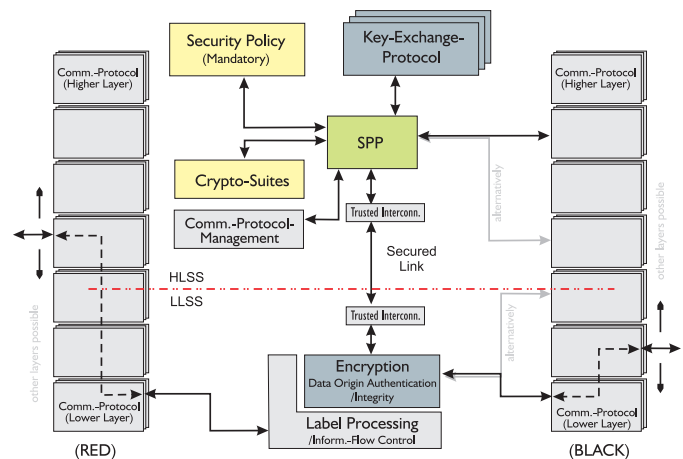 Security Policy
(Mandatory)
Key-Exchange-
Protocol
Comm.-Protocol
(Higher Layer)
Comm.-Protocol
(Higher Layer)
SPP
Crypto-Suites
alternatively
Comm.-Protocol-
Management
Trusted Interconn.
Secured
Link
other layers possible
HLSS
LLSS
Trusted Interconn.
other layers possible
alternatively
Encryption
Data Origin Authentication
/Integrity
Comm.-Protocol
(Lower Layer)
Label Processing
/Inform.-Flow Control
Comm.-Protocol
(Lower Layer)
(RED)
(BLACK)